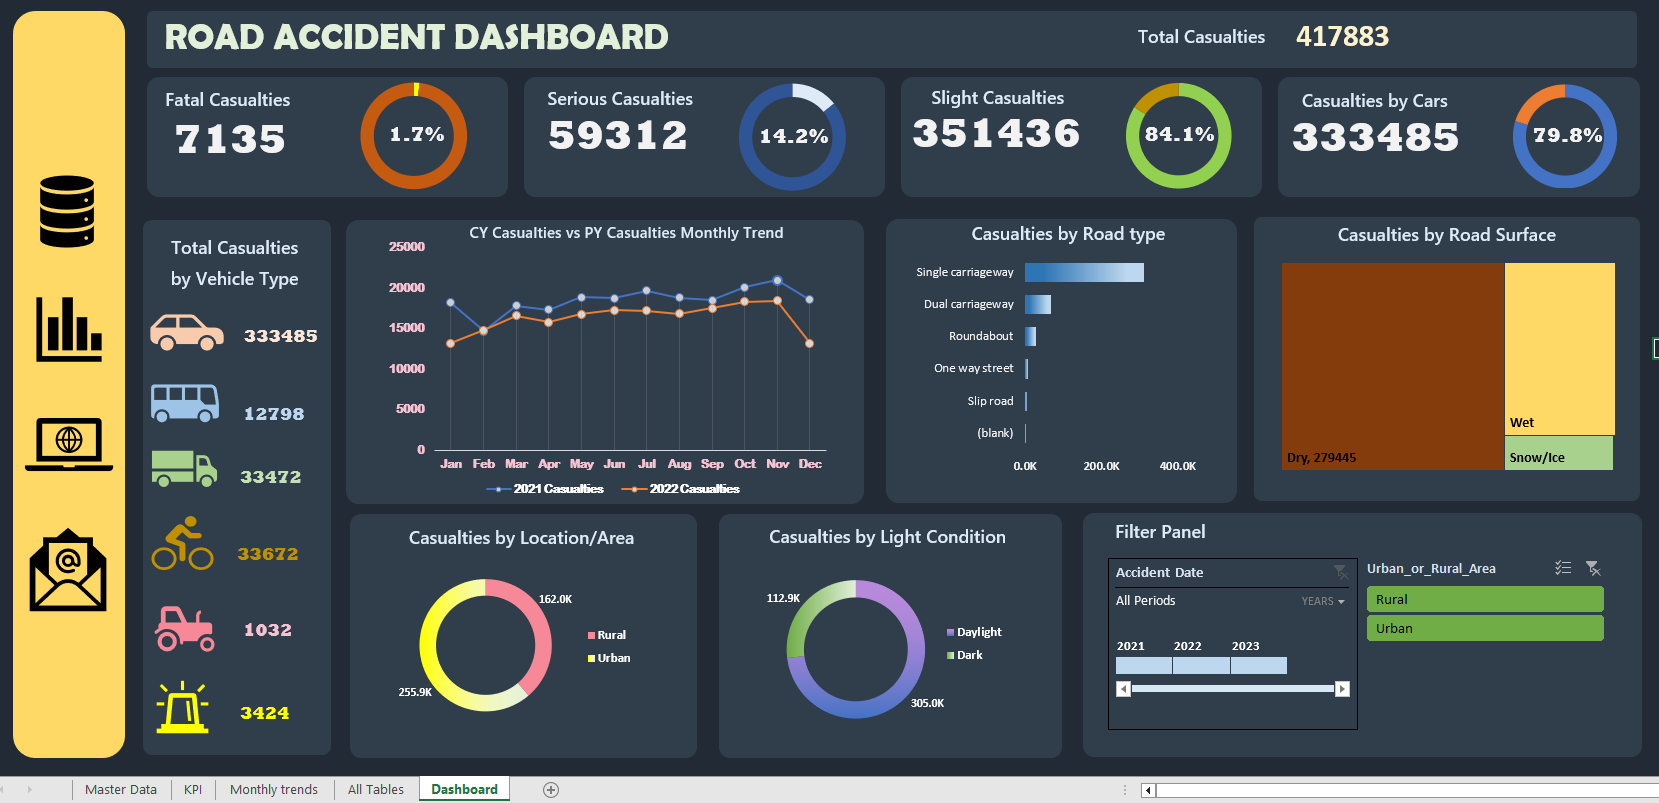 ROAD ACCIDENT DASHBOARD
Total Casualties 417883
Fatal Casualties
7135
1.7%
Serious Casualties
59312
14.2%
Slight Casualties
351436
84.1%
Casualties by Cars
333485
79.8%
Total Casualties
by Vehicle Type
333485
12798
33472
33672
1032
3424
CY Casualties vs PY Casualties Monthly Trend
25000
20000
15000
10000
5000
0
Jan Feb Mar Apr May Jun Jul Aug Sep Oct Nov Dec
2021 Casualties 2022 Casualties
Casualties by Road type
Single carriageway
Dual carriageway
Roundabout
One way street
Slip road
(blank)
0.0K 200.0K 400.0K
Casualties by Road Surface
Dry, 279445
Wet
Snow/Ice
Casualties by Location/Area
162.0K
255.9K
Rural
Urban
Casualties by Light Condition
112.9K
305.0K
Daylight
Dark
Filter Panel
Accident Date
All Periods YEARS
2021 2022 2023
Urban_or_Rural_Area
Rural
Urban
Master Data KPI Monthly trends All Tables Dashboard